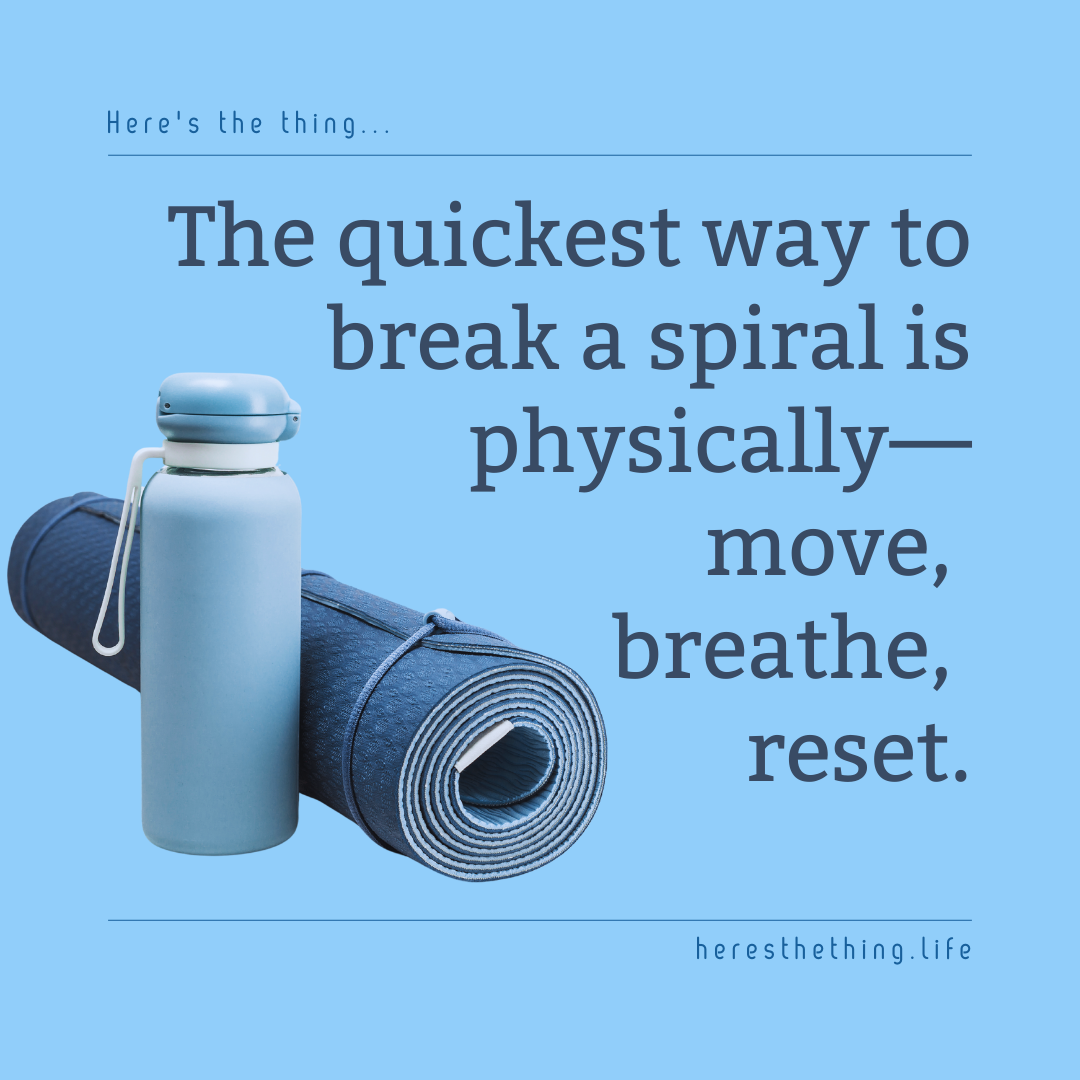 Here's the thing...
The quickest way to
break a spiral is
physically—
move,
breathe,
reset.
heresthething.life